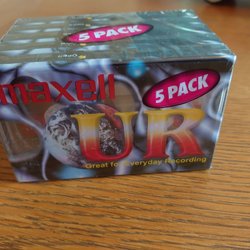 5 PACK
maxell
5 PACK
UR
Great for Everyday Recording